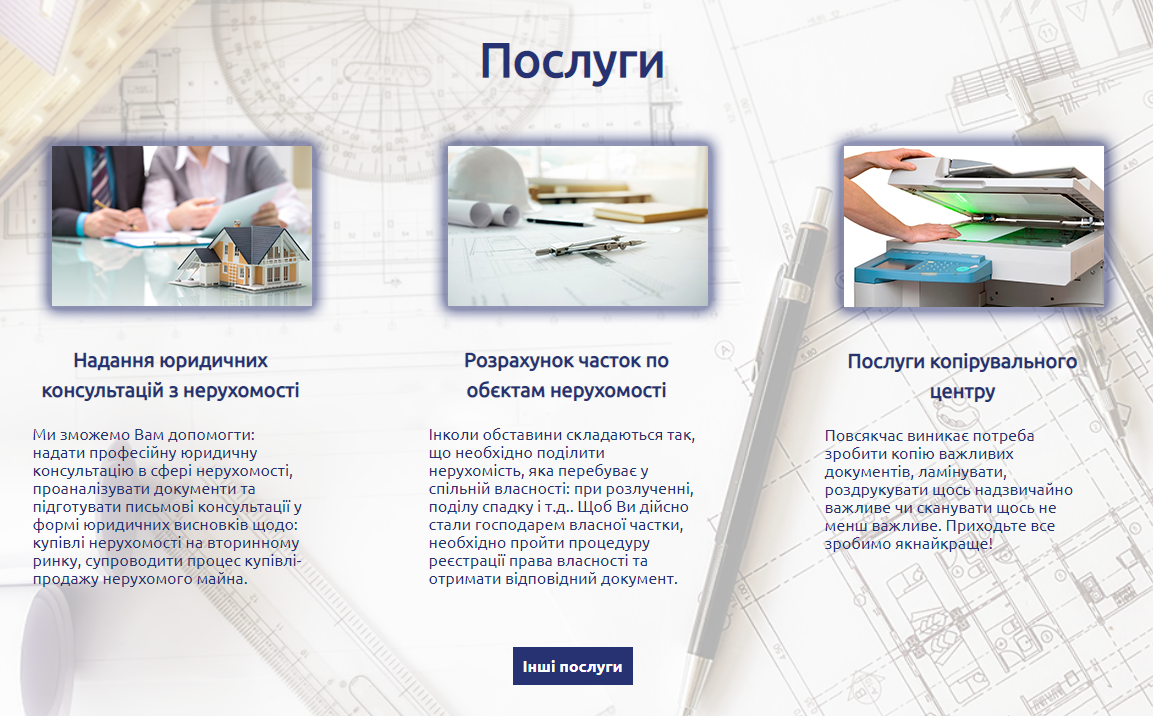 Послуги
Надання юридичних
консультацій з нерухомості
Ми зможемо Вам допомогти:
надати професійну юридичну
консультацію в сфері нерухомості,
проаналізувати документи та
підготувати письмові консультації у
формі юридичних висновків щодо:
купівлі нерухомості на вторинному
ринку, супроводити процес купівлі-
продажу нерухомого майна.
Розрахунок часток по
обєктам нерухомості
Інколи обставини складаються так,
що необхідно поділити
нерухомість, яка перебуває у
спільній власності: при розлученні,
поділу спадку і т.д.. Щоб Ви дійсно
стали господарем власної частки,
необхідно пройти процедуру
реєстрації права власності та
отримати відповідний документ.
Послуги копірувального
центру
Повсякчас виникає потреба
зробити копію важливих
документів, ламінувати,
роздрукувати щось надзвичайно
важливе чи сканувати щось не
менш важливе. Приходьте все
зробимо якнайкраще!
Інші послуги